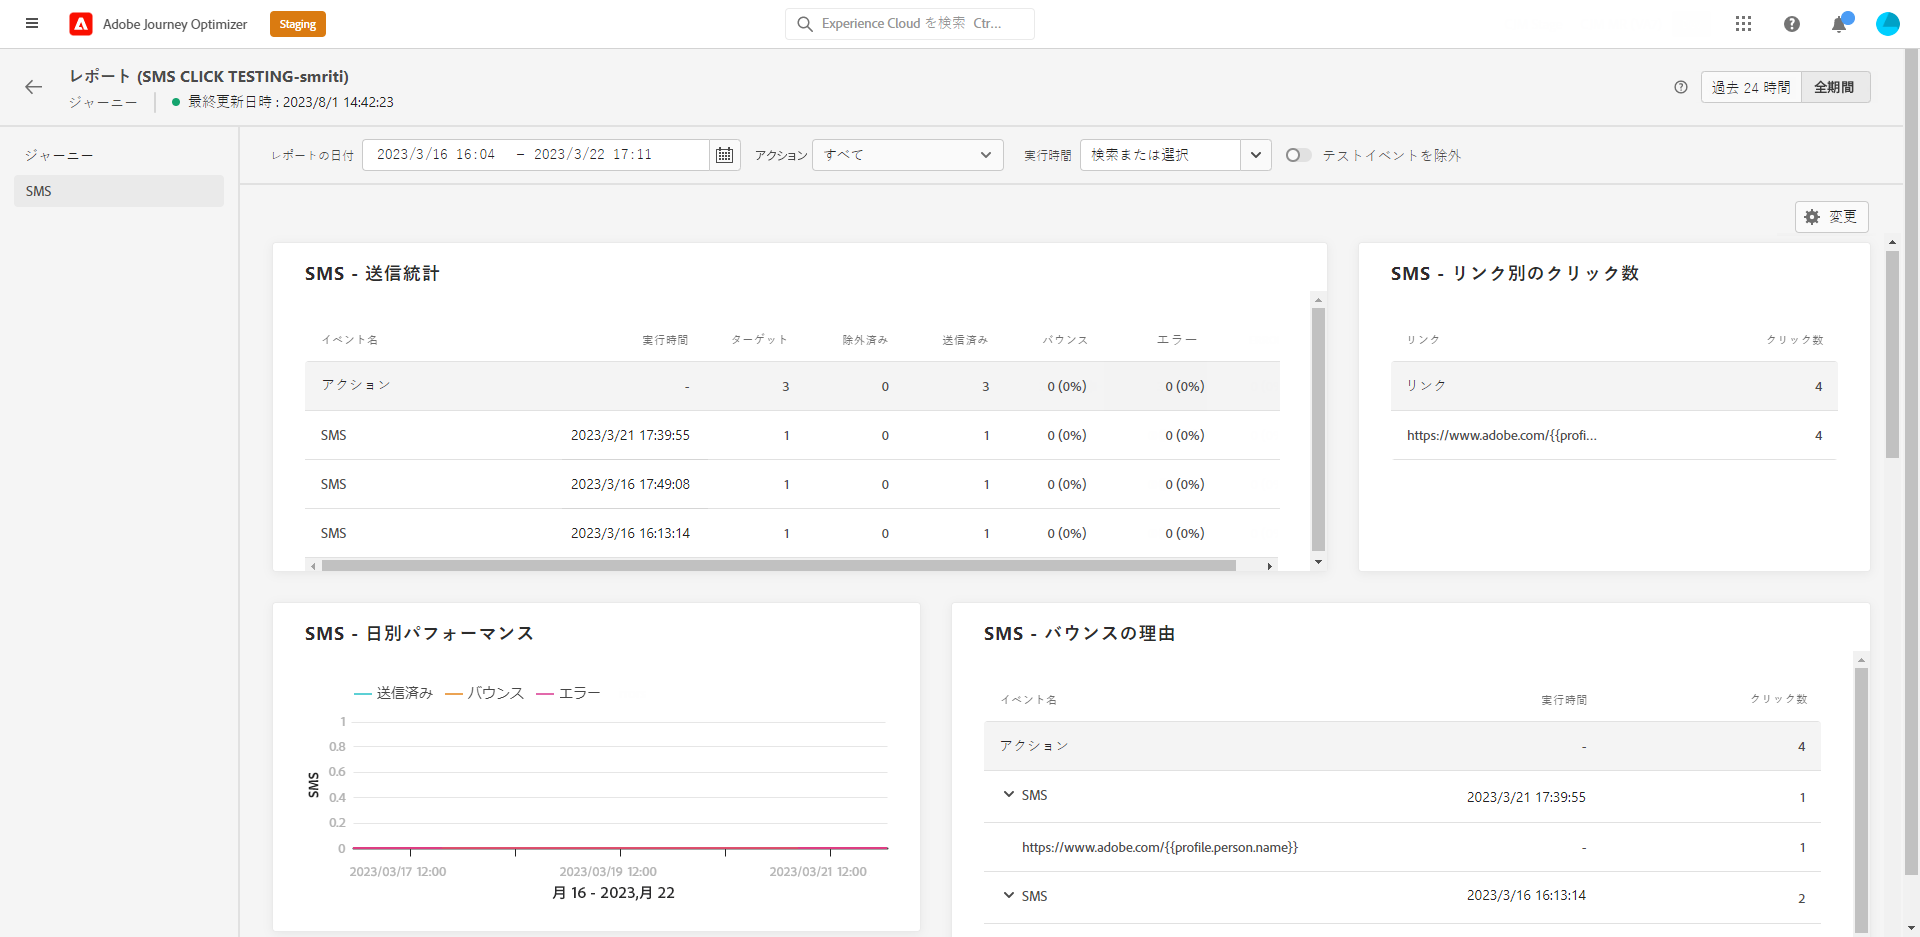 Adobe Journey Optimizer
Staging
Experience Cloud を検索 Ctr...
レポート (SMS CLICK TESTING-smriti)
ジャーニー
最終更新日時 : 2023/8/1 14:42:23
過去 24 時間
全期間
ジャーニー
SMS
レポートの日付
2023/3/16 16:04 – 2023/3/22 17:11
アクション
すべて
実行時間
検索または選択
テストイベントを除外
変更
SMS - 送信統計
イベント名 実行時間 ターゲット 除外済み 送信済み バウンス エラー
アクション - 3 0 3 0 (0%) 0 (0%)
SMS 2023/3/21 17:39:55 1 0 1 0 (0%) 0 (0%)
SMS 2023/3/16 17:49:08 1 0 1 0 (0%) 0 (0%)
SMS 2023/3/16 16:13:14 1 0 1 0 (0%) 0 (0%)
SMS - リンク別のクリック数
リンク クリック数
リンク 4
https://www.adobe.com/{{profi... 4
SMS - 日別パフォーマンス
送信済み バウンス エラー
SMS
1
0.8
0.6
0.4
0.2
0
2023/03/17 12:00 2023/03/19 12:00 2023/03/21 12:00
月 16 - 2023,月 22
SMS - バウンスの理由
イベント名 実行時間 クリック数
アクション - 4
SMS 2023/3/21 17:39:55 1
https://www.adobe.com/{{profile.person.name}} - 1
SMS 2023/3/16 16:13:14 2